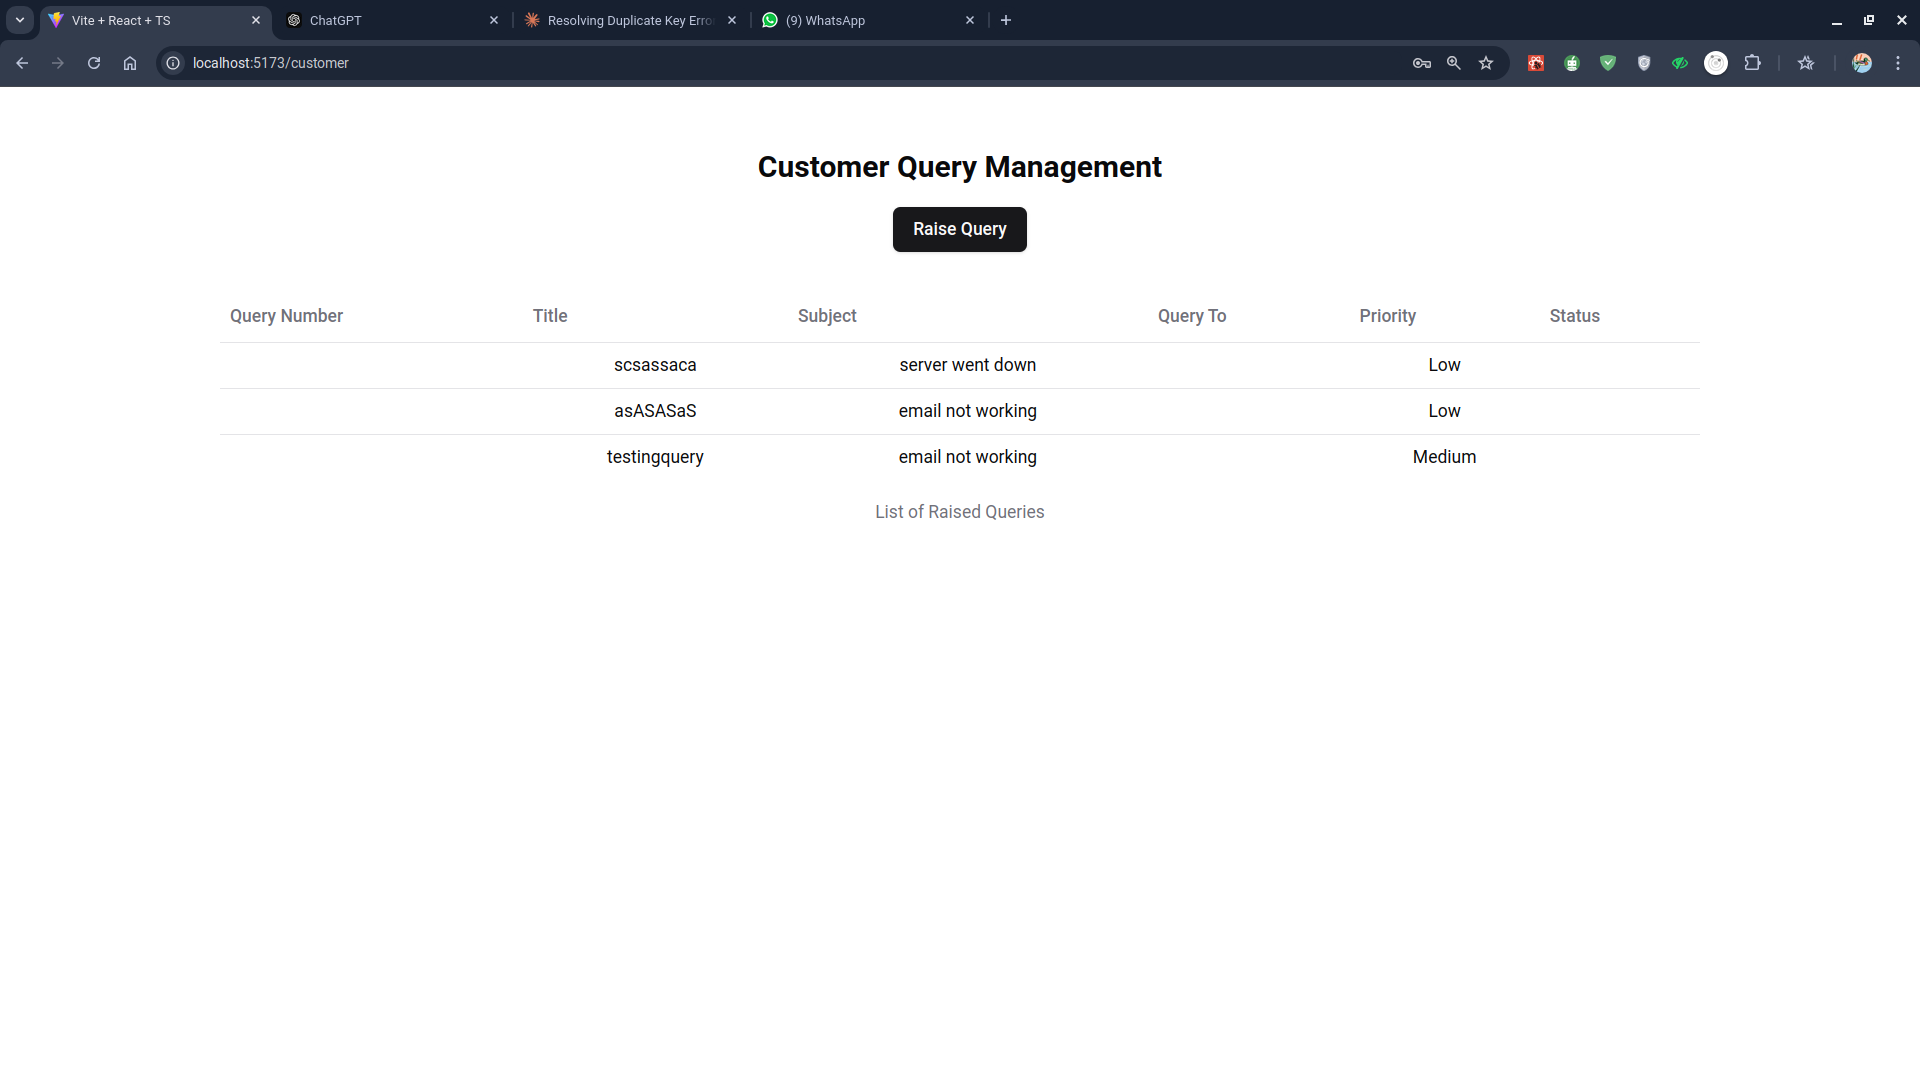 Vite + React + TS
ChatGPT
Resolving Duplicate Key Erro
(9) WhatsApp
localhost:5173/customer
Customer Query Management
Raise Query
Query Number Title Subject Query To Priority Status
scsassaca server went down Low
asASASaS email not working Low
testingquery email not working Medium
List of Raised Queries